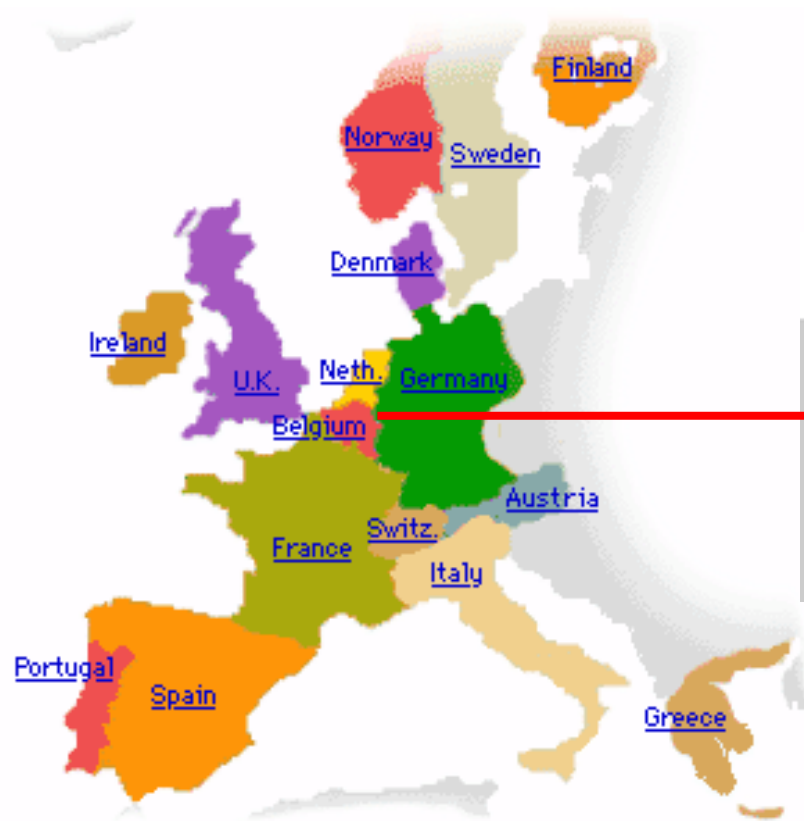 Finland
Norway
Sweden
Denmark
Ireland
Neth.
Germany
U.K.
Belgium
Austria
Switz.
France
Italy
Portugal
Spain
Greece